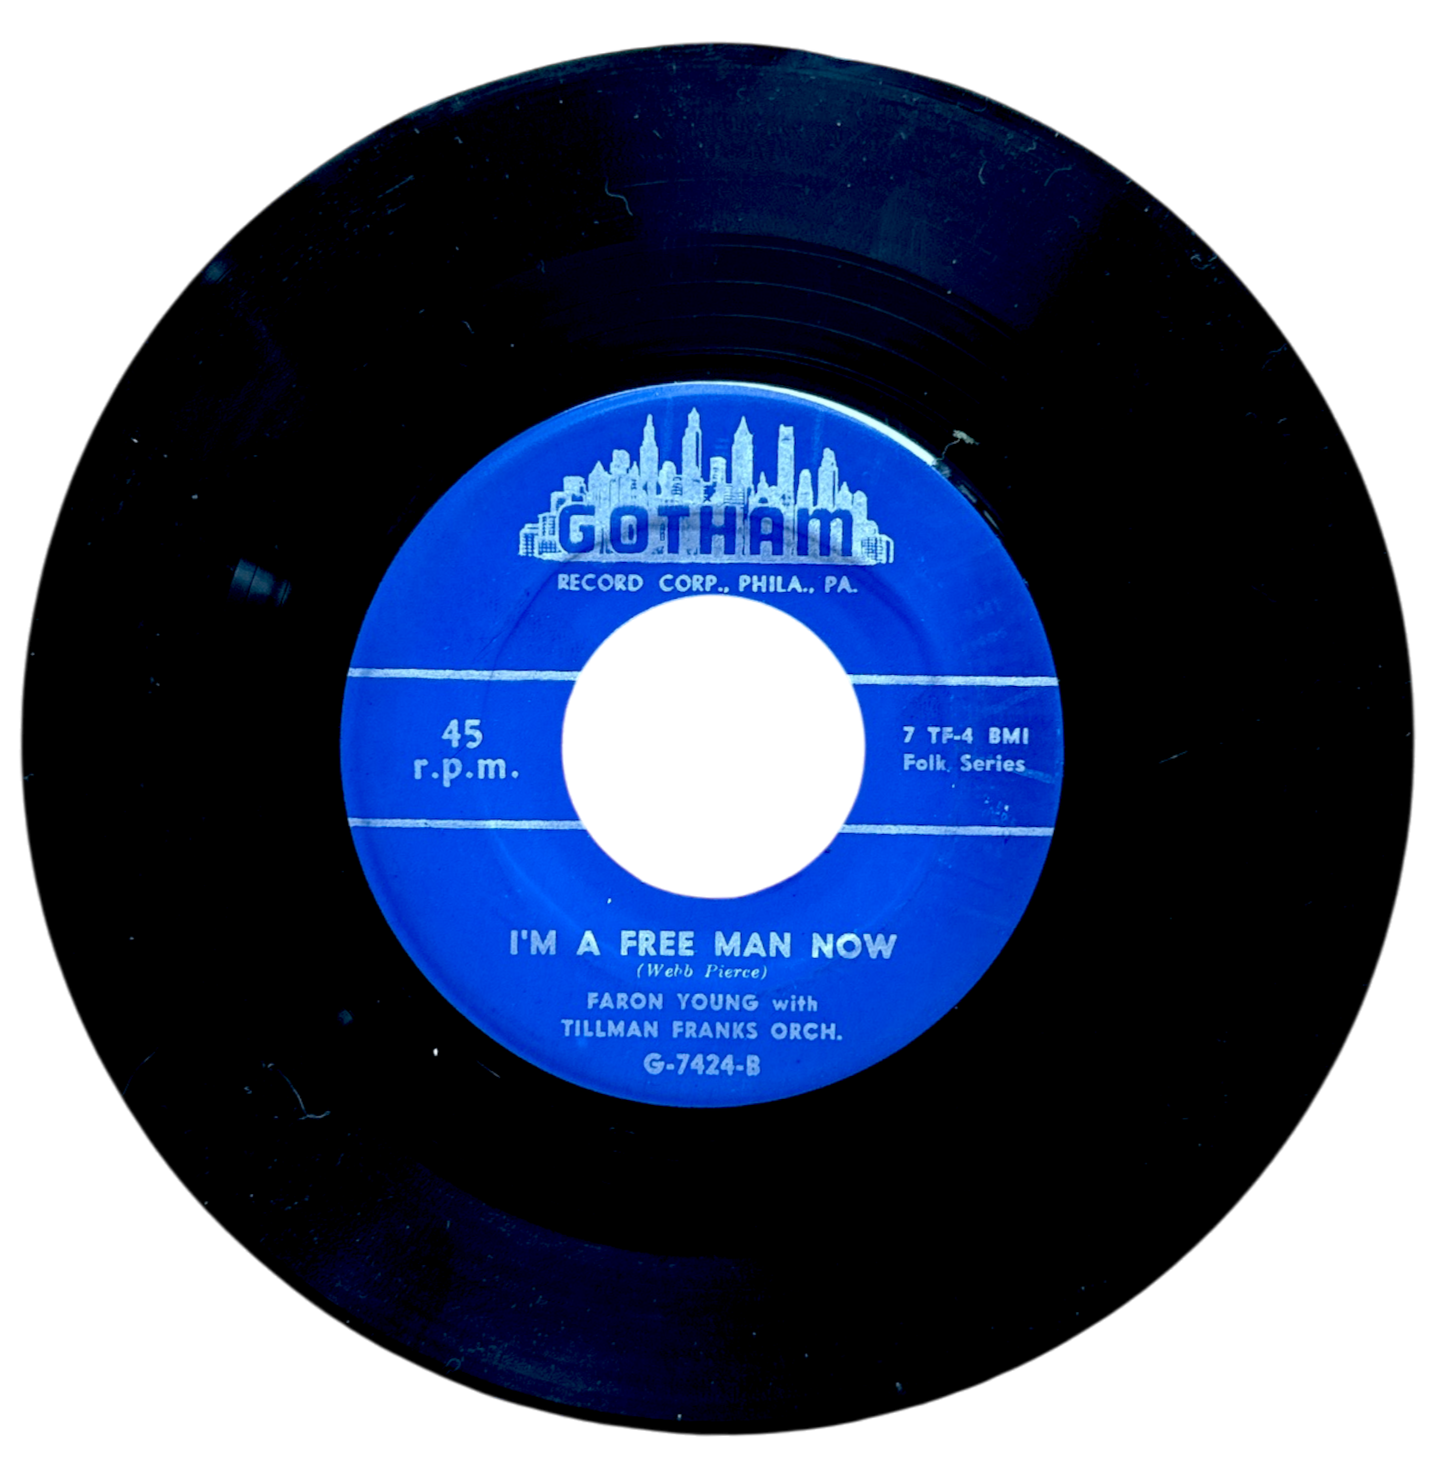 GOTHAM
RECORD CORP., PHILA., PA.
45
r.p.m.
7 TF-4 BMI
Folk Series
I'M A FREE MAN NOW
(Webb Pierce)
FARON YOUNG with
TILLMAN FRANKS ORCH.
G-7424-B